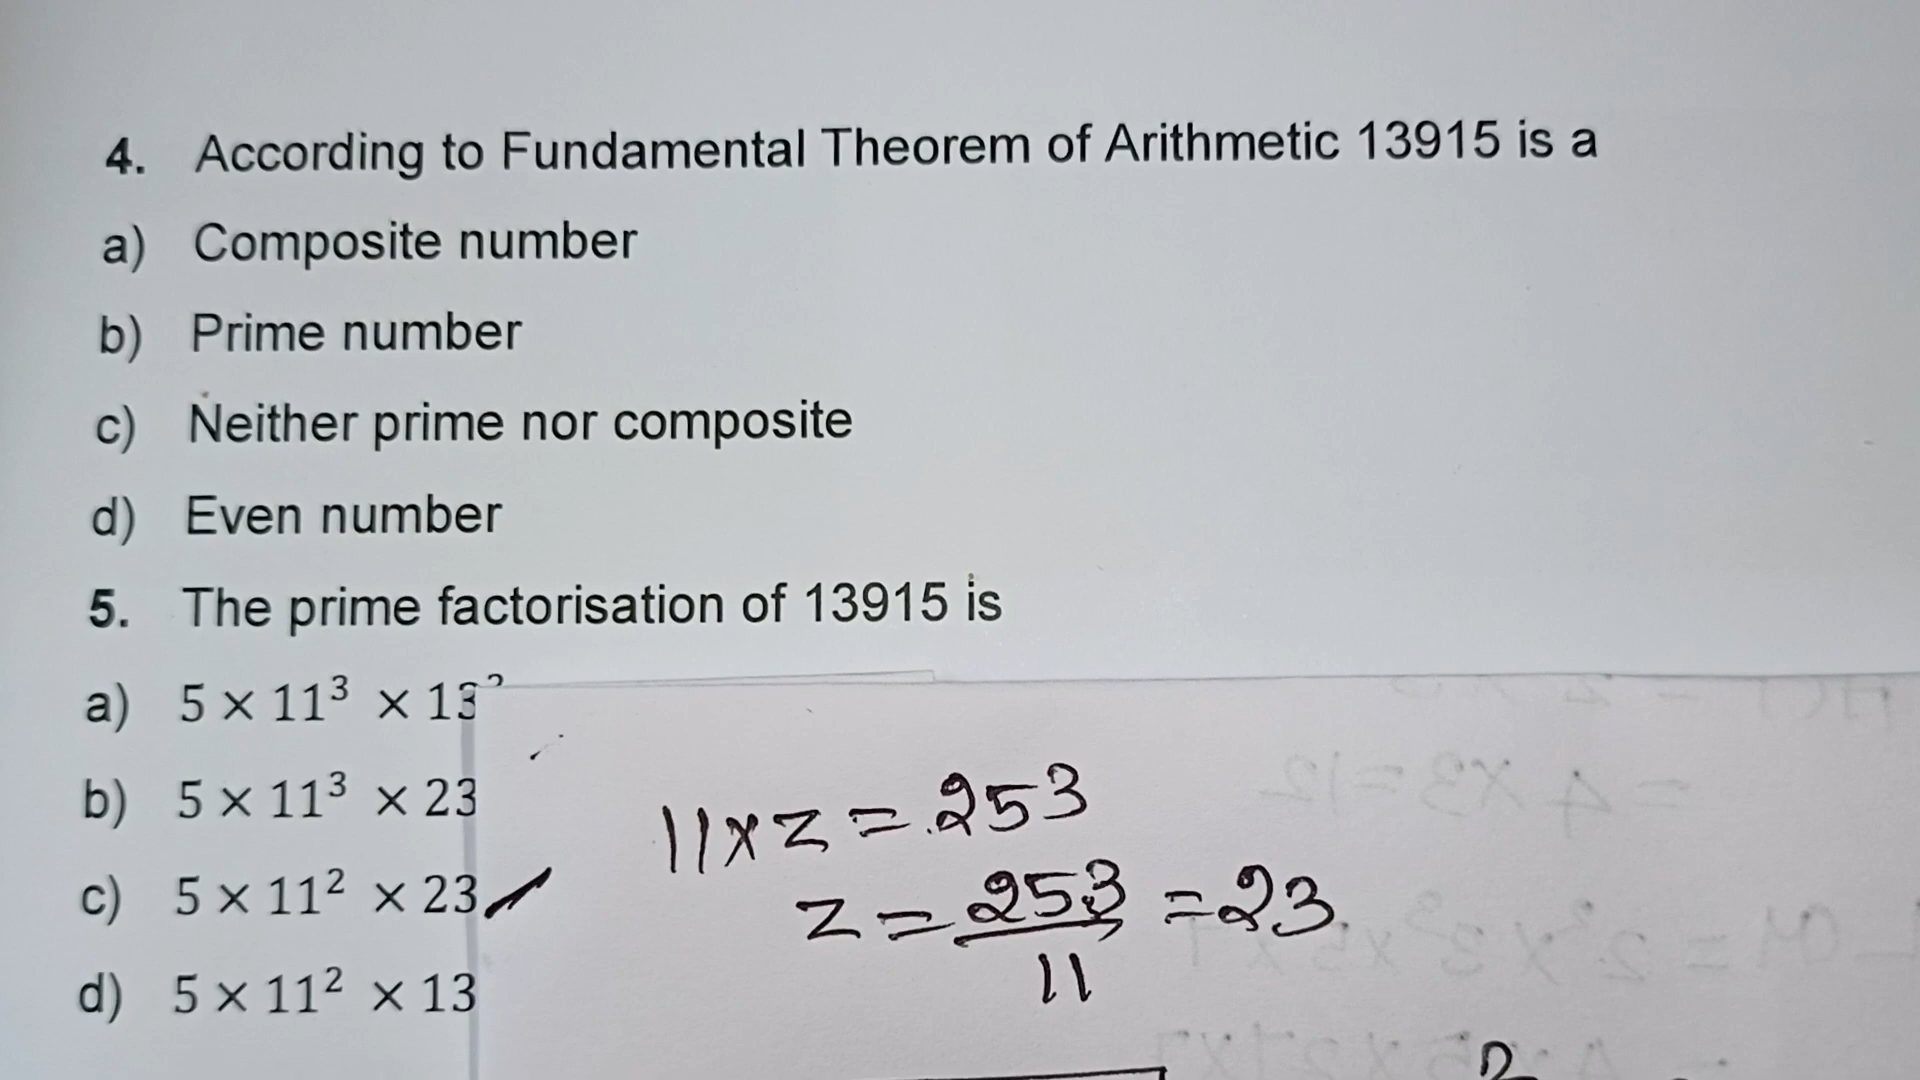 4. According to Fundamental Theorem of Arithmetic 13915 is a
a) Composite number
b) Prime number
c) Neither prime nor composite
d) Even number
5. The prime factorisation of 13915 is
a) 5 × 11³ × 13²
b) 5 × 11³ × 23
c) 5 × 11² × 23
d) 5 × 11² × 13
11 × z = 253
z = 253/11 = 23